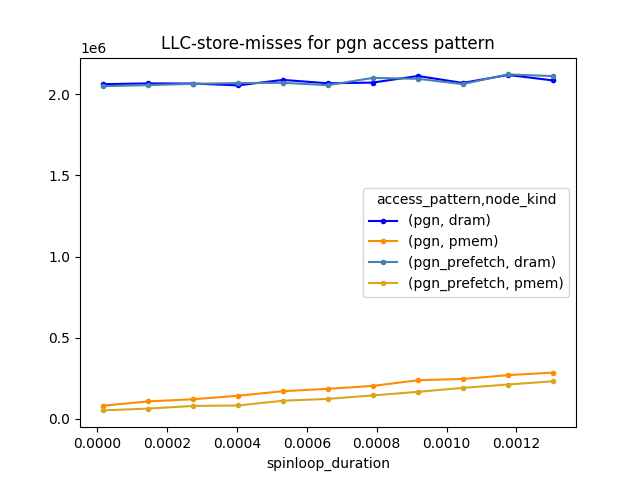 LLC-store-misses for pgn access pattern
1e6
2.0
1.5
1.0
0.5
0.0
access_pattern,node_kind
(pgn, dram)
(pgn, pmem)
(pgn_prefetch, dram)
(pgn_prefetch, pmem)
0.0000 0.0002 0.0004 0.0006 0.0008 0.0010 0.0012
spinloop_duration